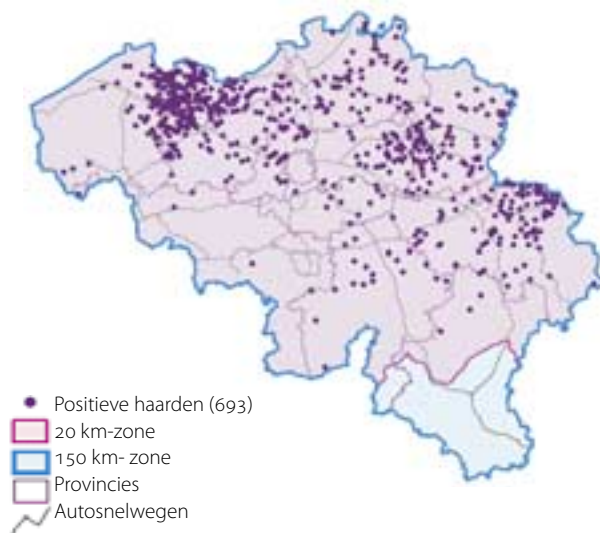 Positieve haarden (693)
20 km-zone
150 km- zone
Provincies
Autosnelwegen